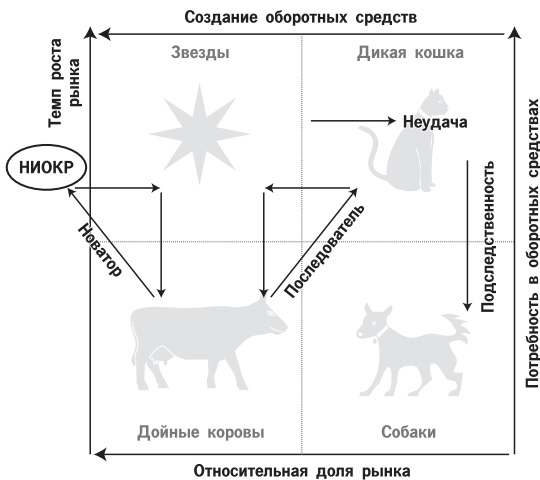 Создание оборотных средств
Звезды
Дикая кошка
Темп роста
рынка
Неудача
НИОКР
Новатор
Последователь
Подследственность
Потребность в оборотных средствах
Дойные коровы
Собаки
Относительная доля рынка